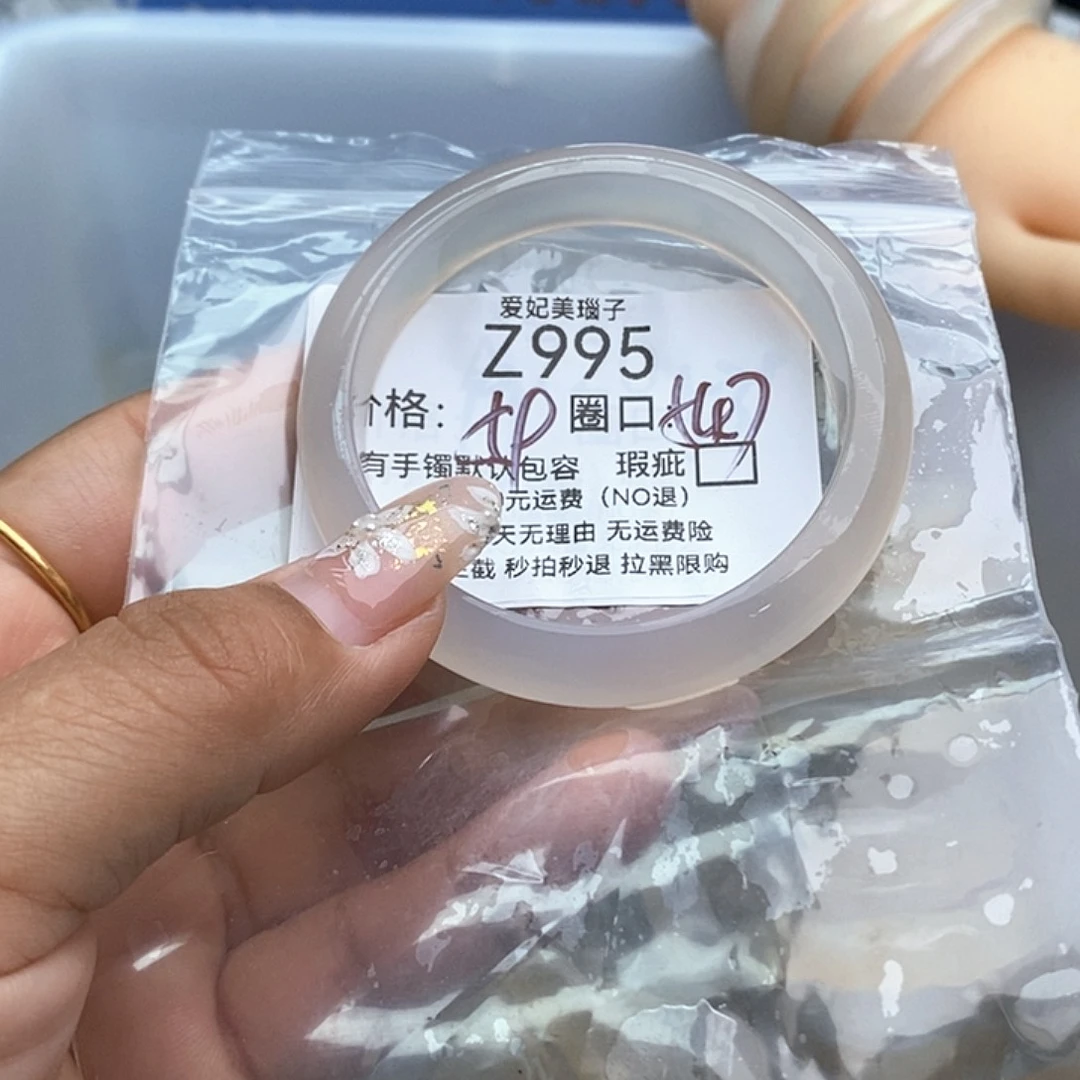 爱妃美瑙子
Z995
价格： 圈口
有手镯默认包容 瑕疵
元运费（NO退）
天无理由 无运费险
截 秒拍秒退 拉黑限购